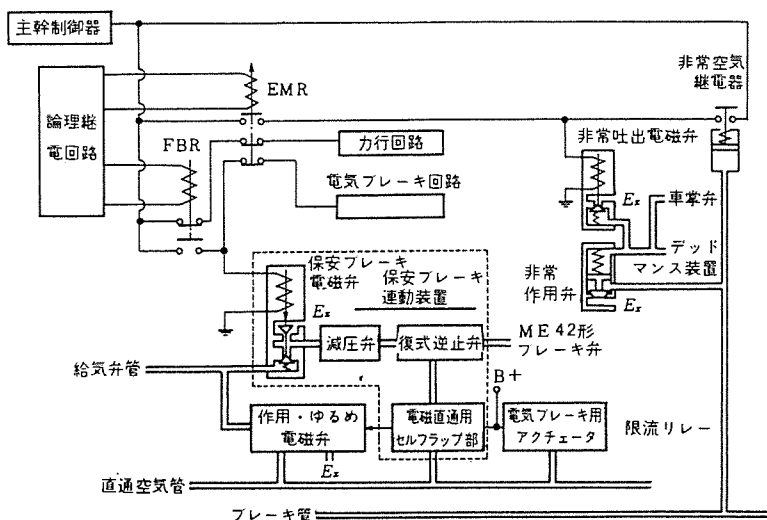 主幹制御器
論理継
電回路
EMR
FBR
力行回路
電気ブレーキ回路
非常空気
継電器
非常吐出電磁弁
Ex
車掌弁
デッド
マンス装置
非常
作用弁
Ex
保安ブレーキ
電磁弁
保安ブレーキ
連動装置
Ex
減圧弁
復式逆止弁
ME42形
ブレーキ弁
給気弁管
B+
作用・ゆるめ
電磁弁
Ex
電磁直通用
セルフラップ部
電気ブレーキ用
アクチェータ
限流リレー
直通空気管
ブレーキ管